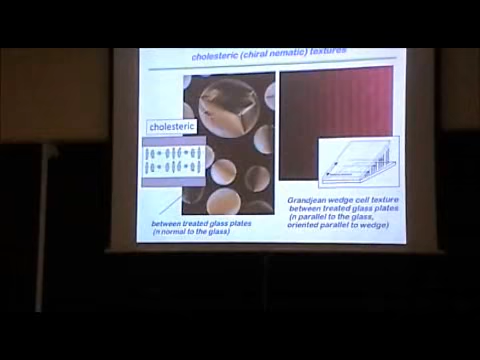 cholesteric (chiral nematic) textures
cholesteric
between treated glass plates
(n normal to the glass)
Grandjean wedge cell texture
between treated glass plates
(n parallel to the glass,
oriented parallel to wedge)